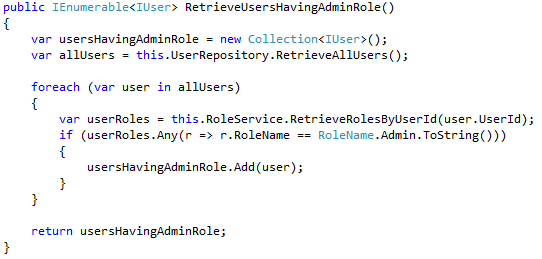 public IEnumerable<IUser> RetrieveUsersHavingAdminRole()
{
    var usersHavingAdminRole = new Collection<IUser>();
    var allUsers = this.UserRepository.RetrieveAllUsers();

    foreach (var user in allUsers)
    {
        var userRoles = this.RoleService.RetrieveRolesByUserId(user.UserId);
        if (userRoles.Any(r => r.RoleName == RoleName.Admin.ToString()))
        {
            usersHavingAdminRole.Add(user);
        }
    }

    return usersHavingAdminRole;
}